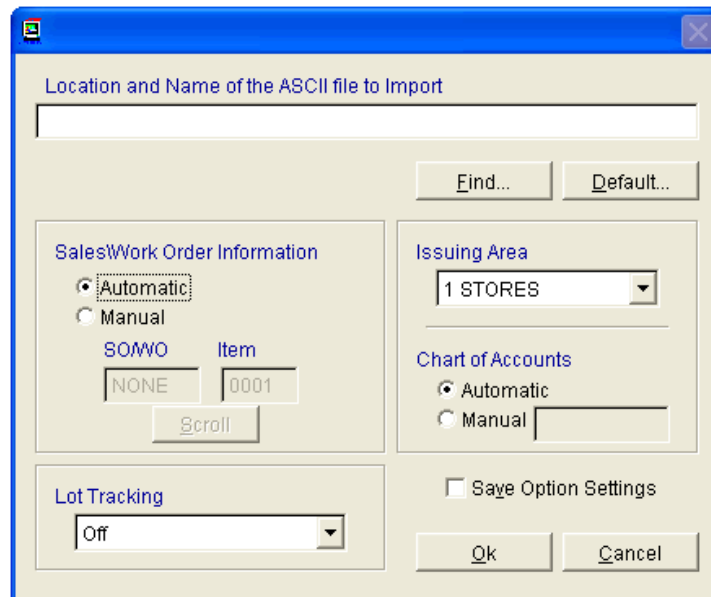 Location and Name of the ASCII file to Import
Find...
Default...
Sales\Work Order Information
Automatic
Manual
SO/WO
Item
NONE
0001
Scroll
Issuing Area
1 STORES
Chart of Accounts
Automatic
Manual
Lot Tracking
Off
Save Option Settings
Ok
Cancel